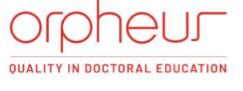 orpheus
QUALITY IN DOCTORAL EDUCATION